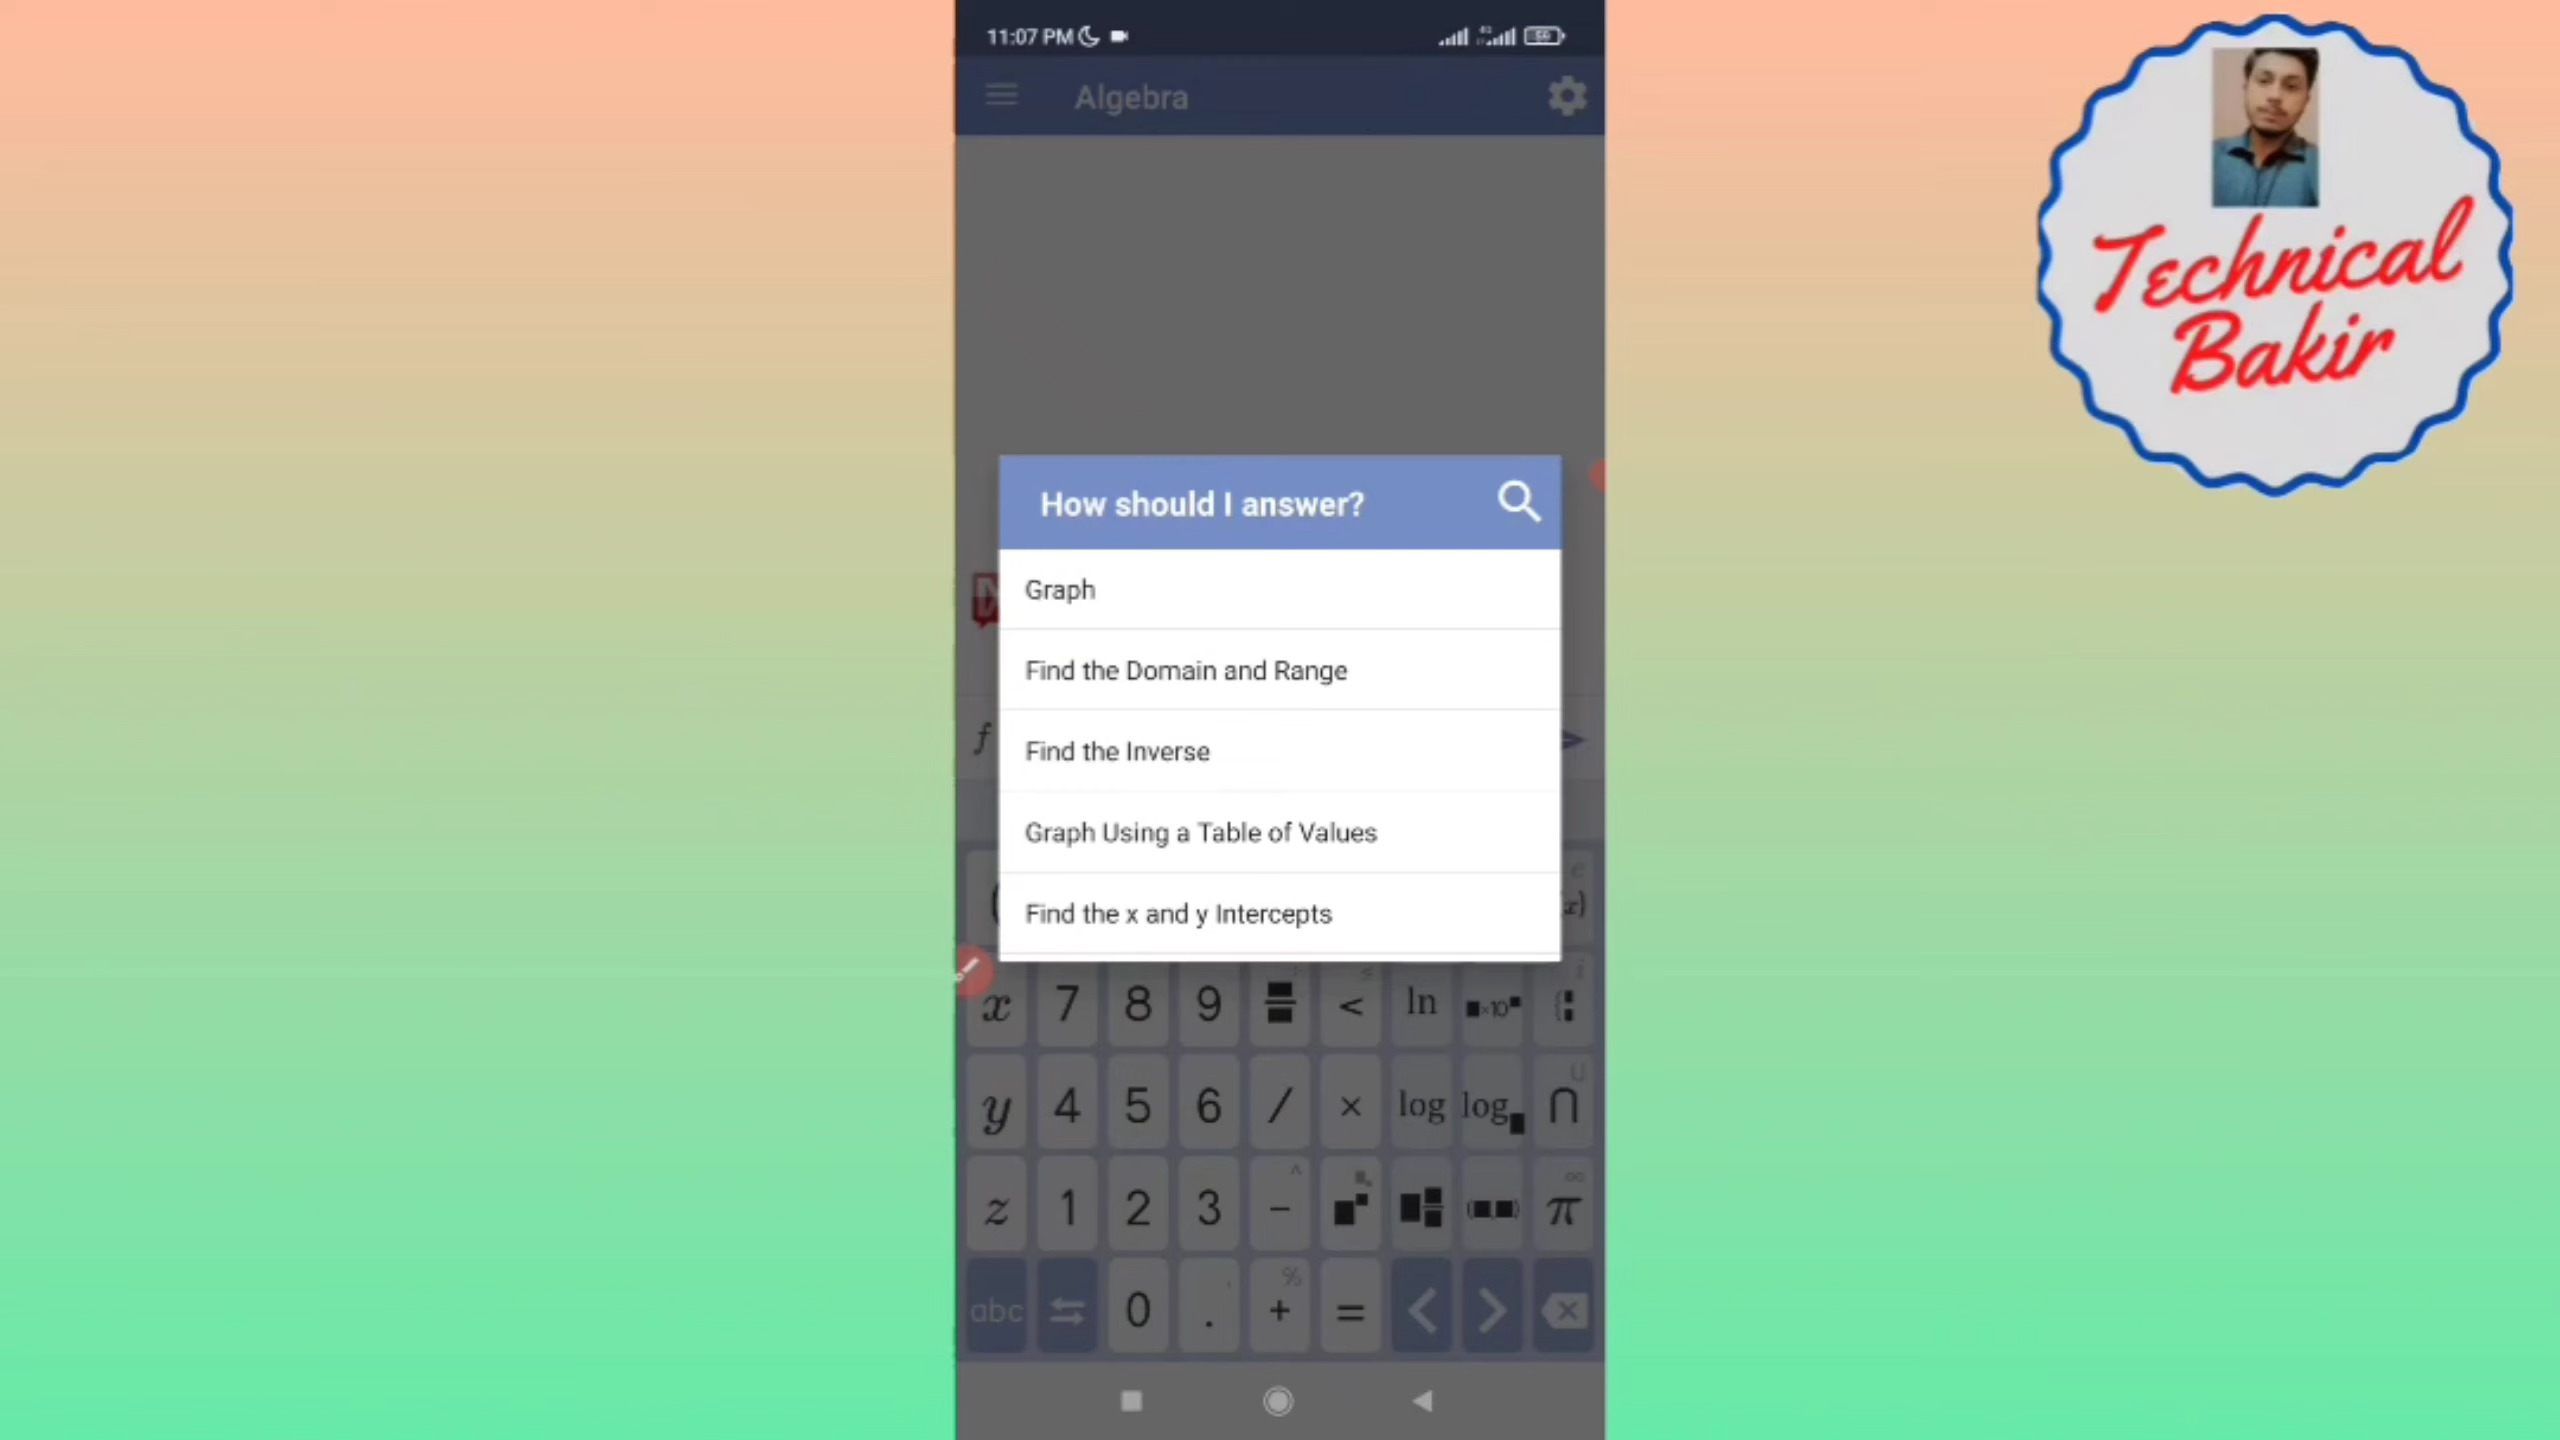 11:07 PM
59
Algebra
Technical
Bakir
How should I answer?
Graph
Find the Domain and Range
Find the Inverse
f
Graph Using a Table of Values
Find the x and y Intercepts
x 7 8 9 < ln ×10
y 4 5 6 / × log log ∩ U
z 1 2 3 ^ − π ∞
abc 0 . % + = < >